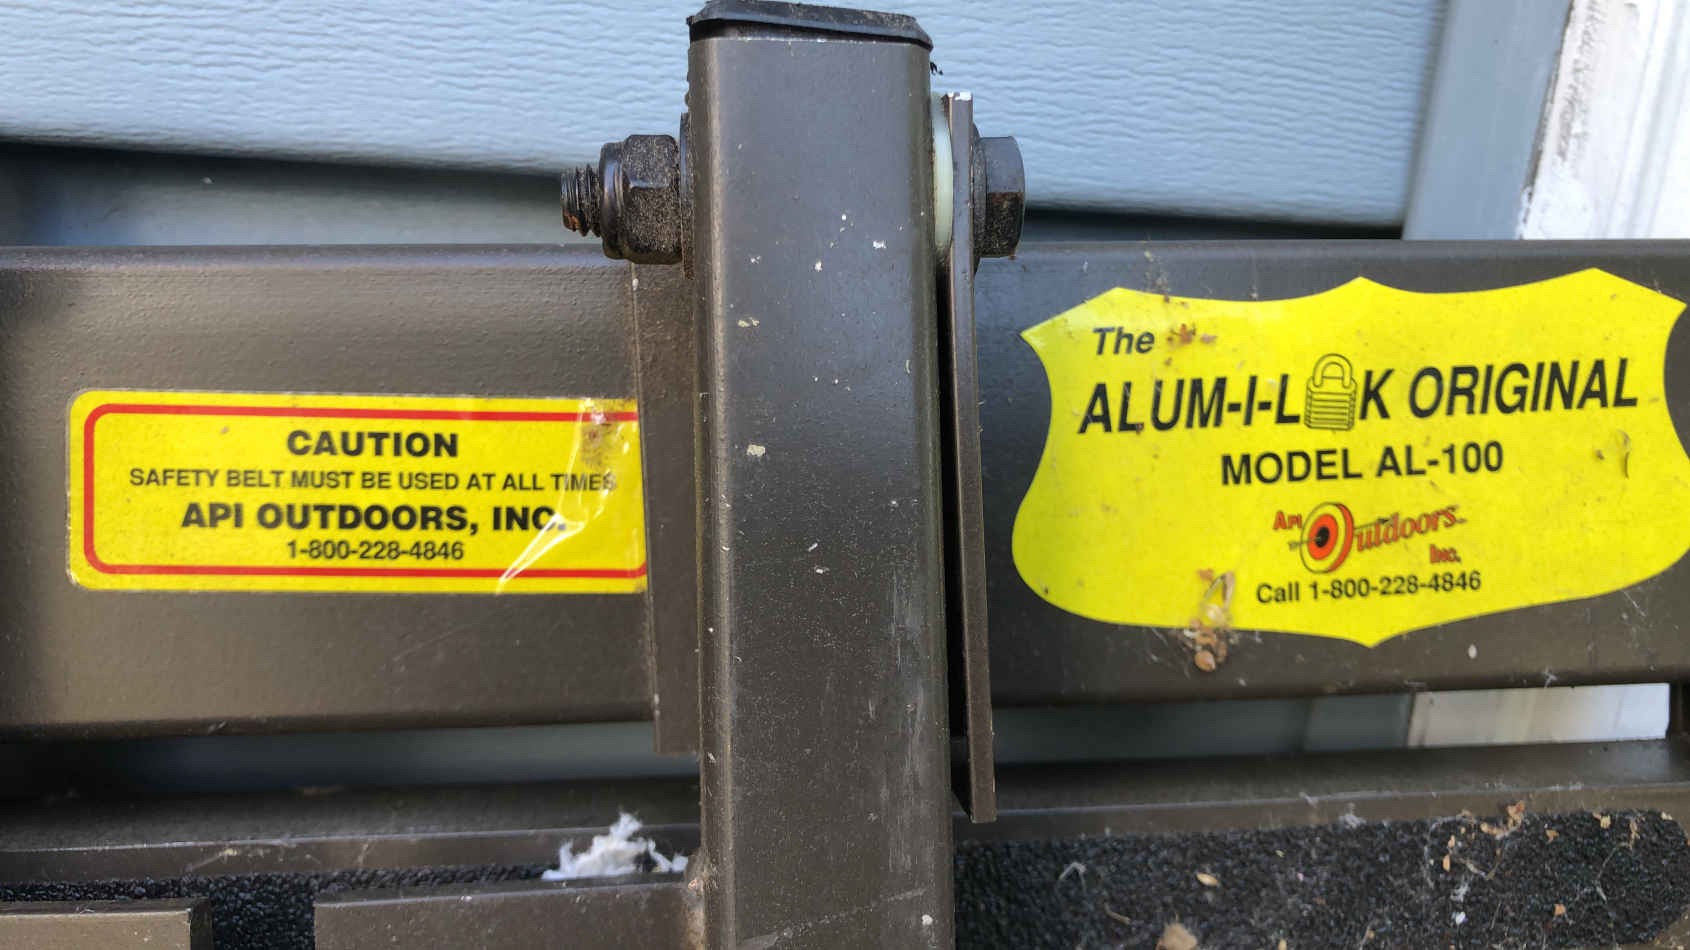 CAUTION
SAFETY BELT MUST BE USED AT ALL TIMES
API OUTDOORS, INC.
1-800-228-4846
The
ALUM-I-LOK ORIGINAL
MODEL AL-100
API Outdoors Inc.
Call 1-800-228-4846